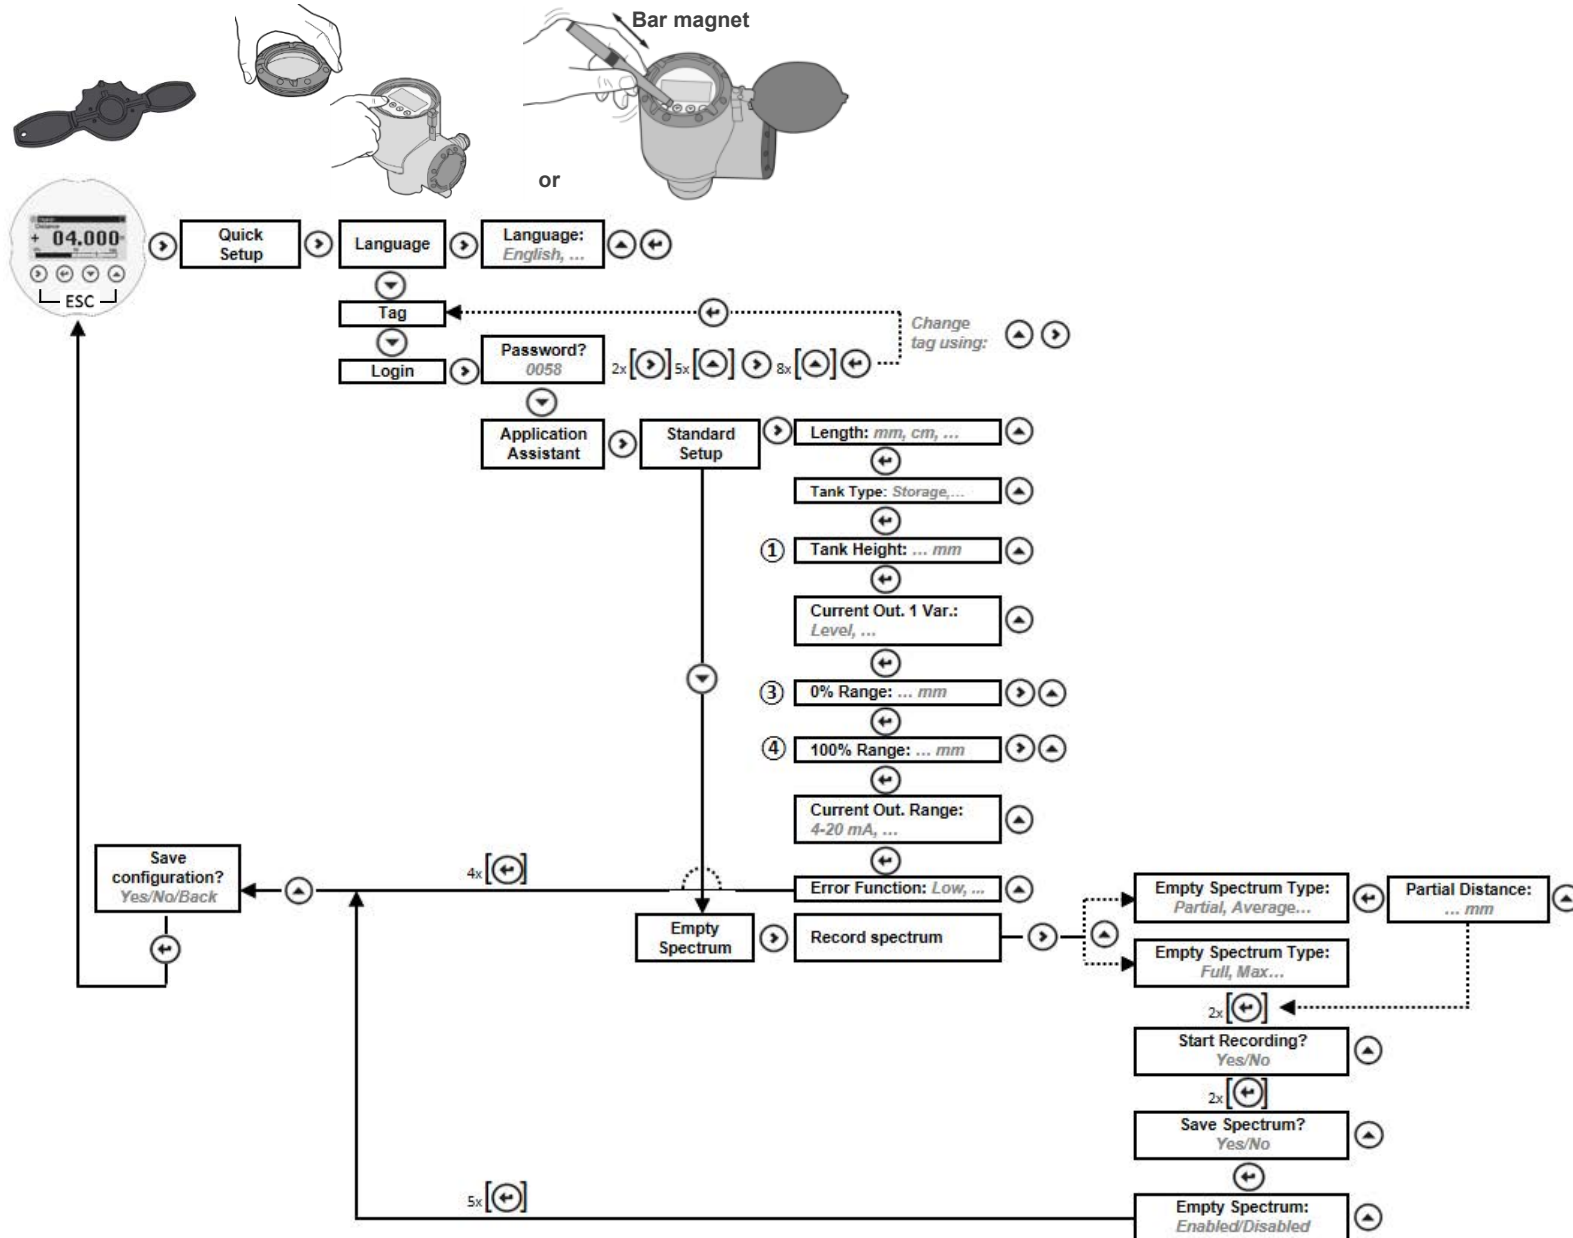 Bar magnet
or
Distance
+ 04.000
ESC
Quick
Setup
Language
Language:
English, ...
Tag
Change
tag using:
Login
Password?
0058
2x[ ] 5x[ ] 8x[ ]
Application
Assistant
Standard
Setup
Length: mm, cm, ...
Tank Type: Storage,...
① Tank Height: ... mm
Current Out. 1 Var.:
Level, ...
③ 0% Range: ... mm
④ 100% Range: ... mm
Current Out. Range:
4-20 mA, ...
Error Function: Low, ...
4x[ ]
Save
configuration?
Yes/No/Back
Empty
Spectrum
Record spectrum
Empty Spectrum Type:
Partial, Average...
Partial Distance:
... mm
Empty Spectrum Type:
Full, Max...
2x[ ]
Start Recording?
Yes/No
2x[ ]
Save Spectrum?
Yes/No
5x[ ]
Empty Spectrum:
Enabled/Disabled